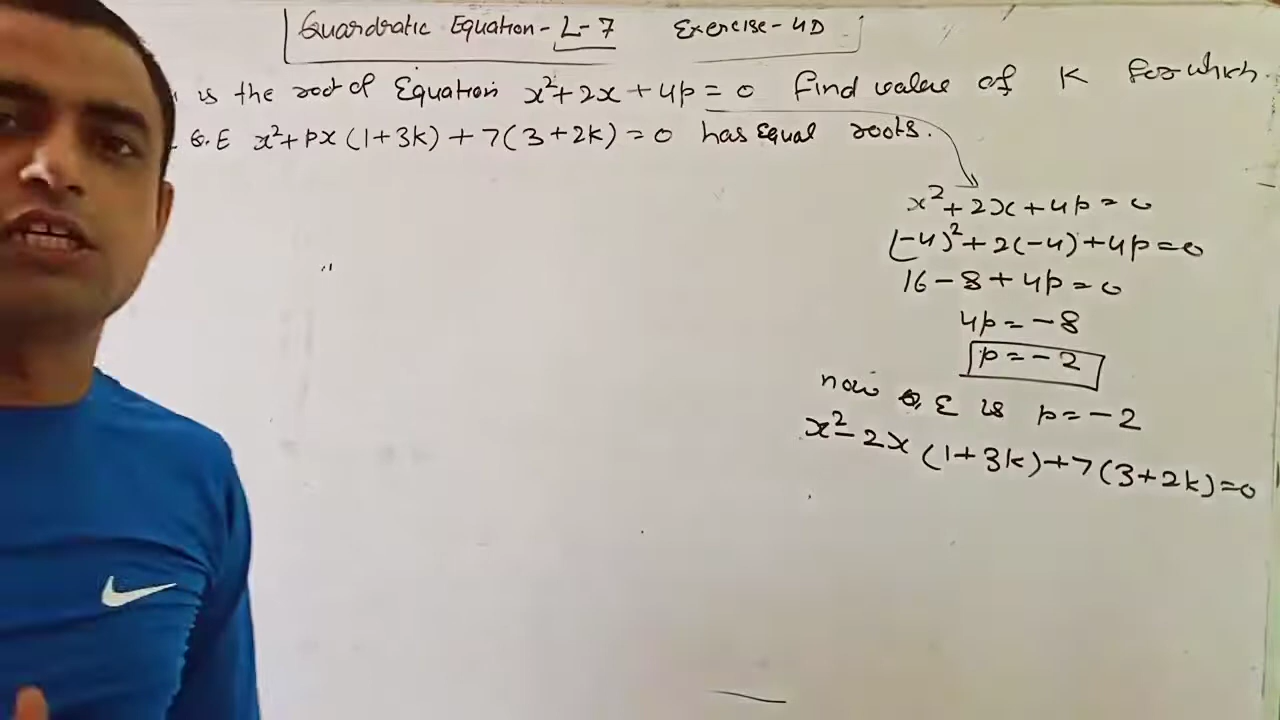 Quardratic Equation - L-7 Exercise-4D
is the root of Equation x²+2x+4p=0 find value of K for which
Q.E x²+px(1+3k)+7(3+2k)=0 has Equal roots.
x²+2x+4p=0
(-4)²+2(-4)+4p=0
16-8+4p=0
4p=-8
p=-2
now Q.E is p=-2
x²-2x(1+3k)+7(3+2k)=0